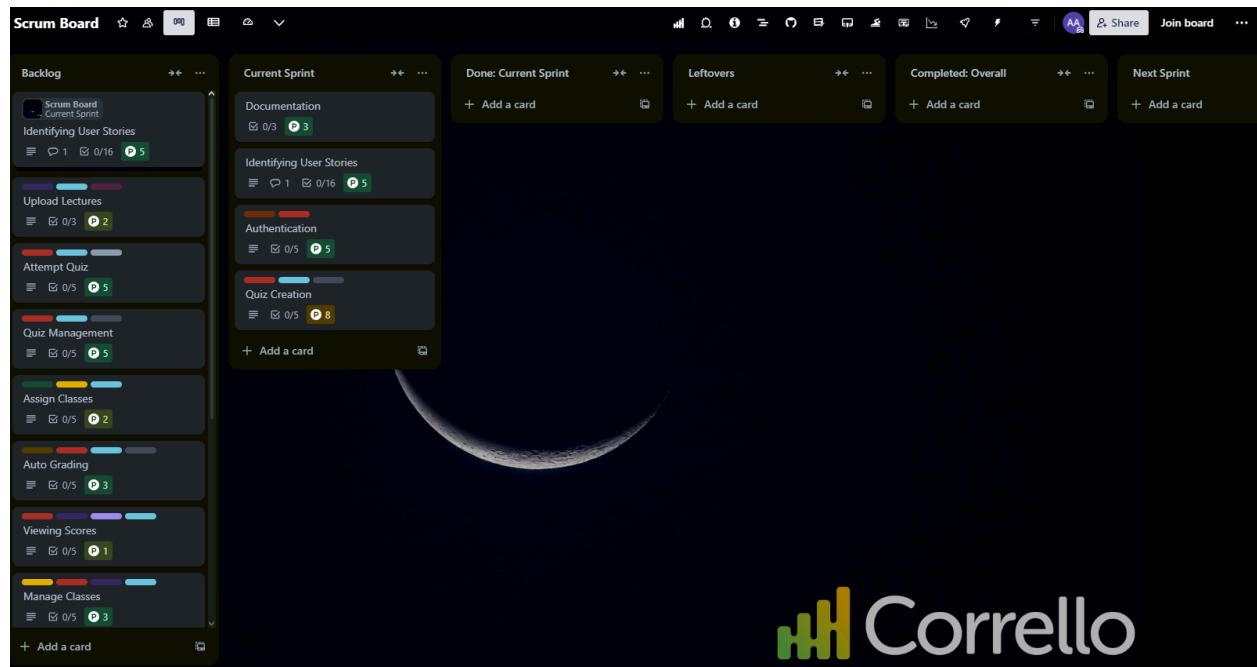 Scrum Board
AA
Share
Join board
Backlog
Scrum Board
Current Sprint
Identifying User Stories
1 0/16 P 5
Upload Lectures
0/3 P 2
Attempt Quiz
0/5 P 5
Quiz Management
0/5 P 5
Assign Classes
0/5 P 2
Auto Grading
0/5 P 3
Viewing Scores
0/5 P 1
Manage Classes
0/5 P 3
+ Add a card
Current Sprint
Documentation
0/3 P 3
Identifying User Stories
1 0/16 P 5
Authentication
0/5 P 5
Quiz Creation
0/5 P 8
+ Add a card
Done: Current Sprint
+ Add a card
Leftovers
+ Add a card
Completed: Overall
+ Add a card
Next Sprint
+ Add a card
Corrello